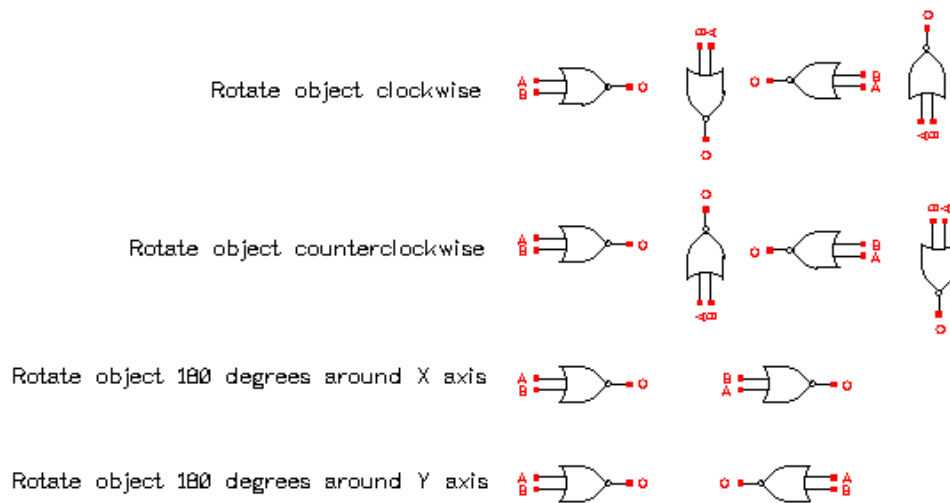 Rotate object clockwise A B O B A O O B A O A B
Rotate object counterclockwise A B O O A B O B A B A O
Rotate object 180 degrees around X axis A B O B A O
Rotate object 180 degrees around Y axis A B O O A B